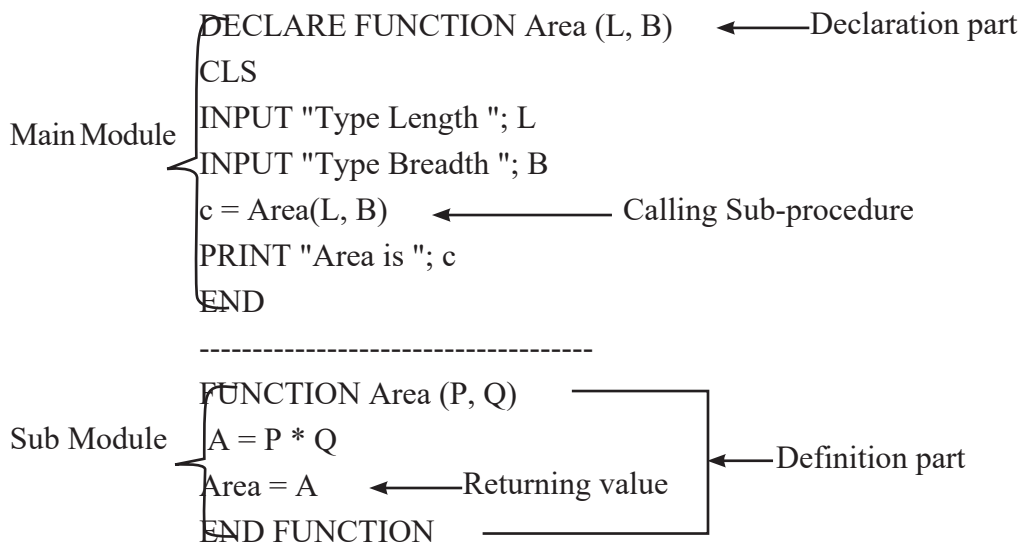 DECLARE FUNCTION Area (L, B) Declaration part
CLS
INPUT "Type Length "; L
Main Module
INPUT "Type Breadth "; B
c = Area(L, B) Calling Sub-procedure
PRINT "Area is "; c
END
-------------------------------------
FUNCTION Area (P, Q)
Sub Module A = P * Q
Definition part
Area = A Returning value
END FUNCTION